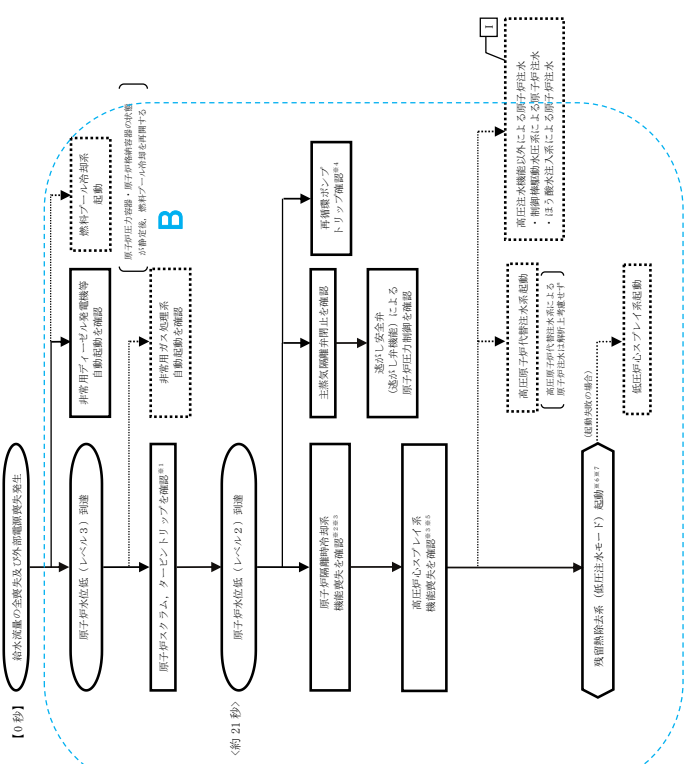 【0 秒】
給水流量の全喪失及び外部電源喪失発生
原子炉水位低（レベル３）到達
非常用ディーゼル発電機等
自動起動を確認
燃料プール冷却系
起動
原子炉圧力容器・原子炉格納容器の状態
が静定後，燃料プール冷却を再開する
B
原子炉スクラム，タービントリップを確認※１
非常用ガス処理系
自動起動を確認
＜約 21 秒＞
原子炉水位低（レベル２）到達
原子炉隔離時冷却系
機能喪失を確認※２※３
主蒸気隔離弁閉止を確認
再循環ポンプ
トリップ確認※４
逃がし安全弁
（逃がし弁機能）による
原子炉圧力制御を確認
高圧炉心スプレイ系
機能喪失を確認※３※５
高圧原子炉代替注水系起動
高圧原子炉代替注水系による
原子炉注水は解析上考慮せず
I
高圧注水機能以外による原子炉注水
・制御棒駆動水圧系による原子炉注水
・ほう酸水注入系による原子炉注水
残留熱除去系（低圧注水モード）起動※６※７
（起動失敗の場合）
低圧炉心スプレイ系起動